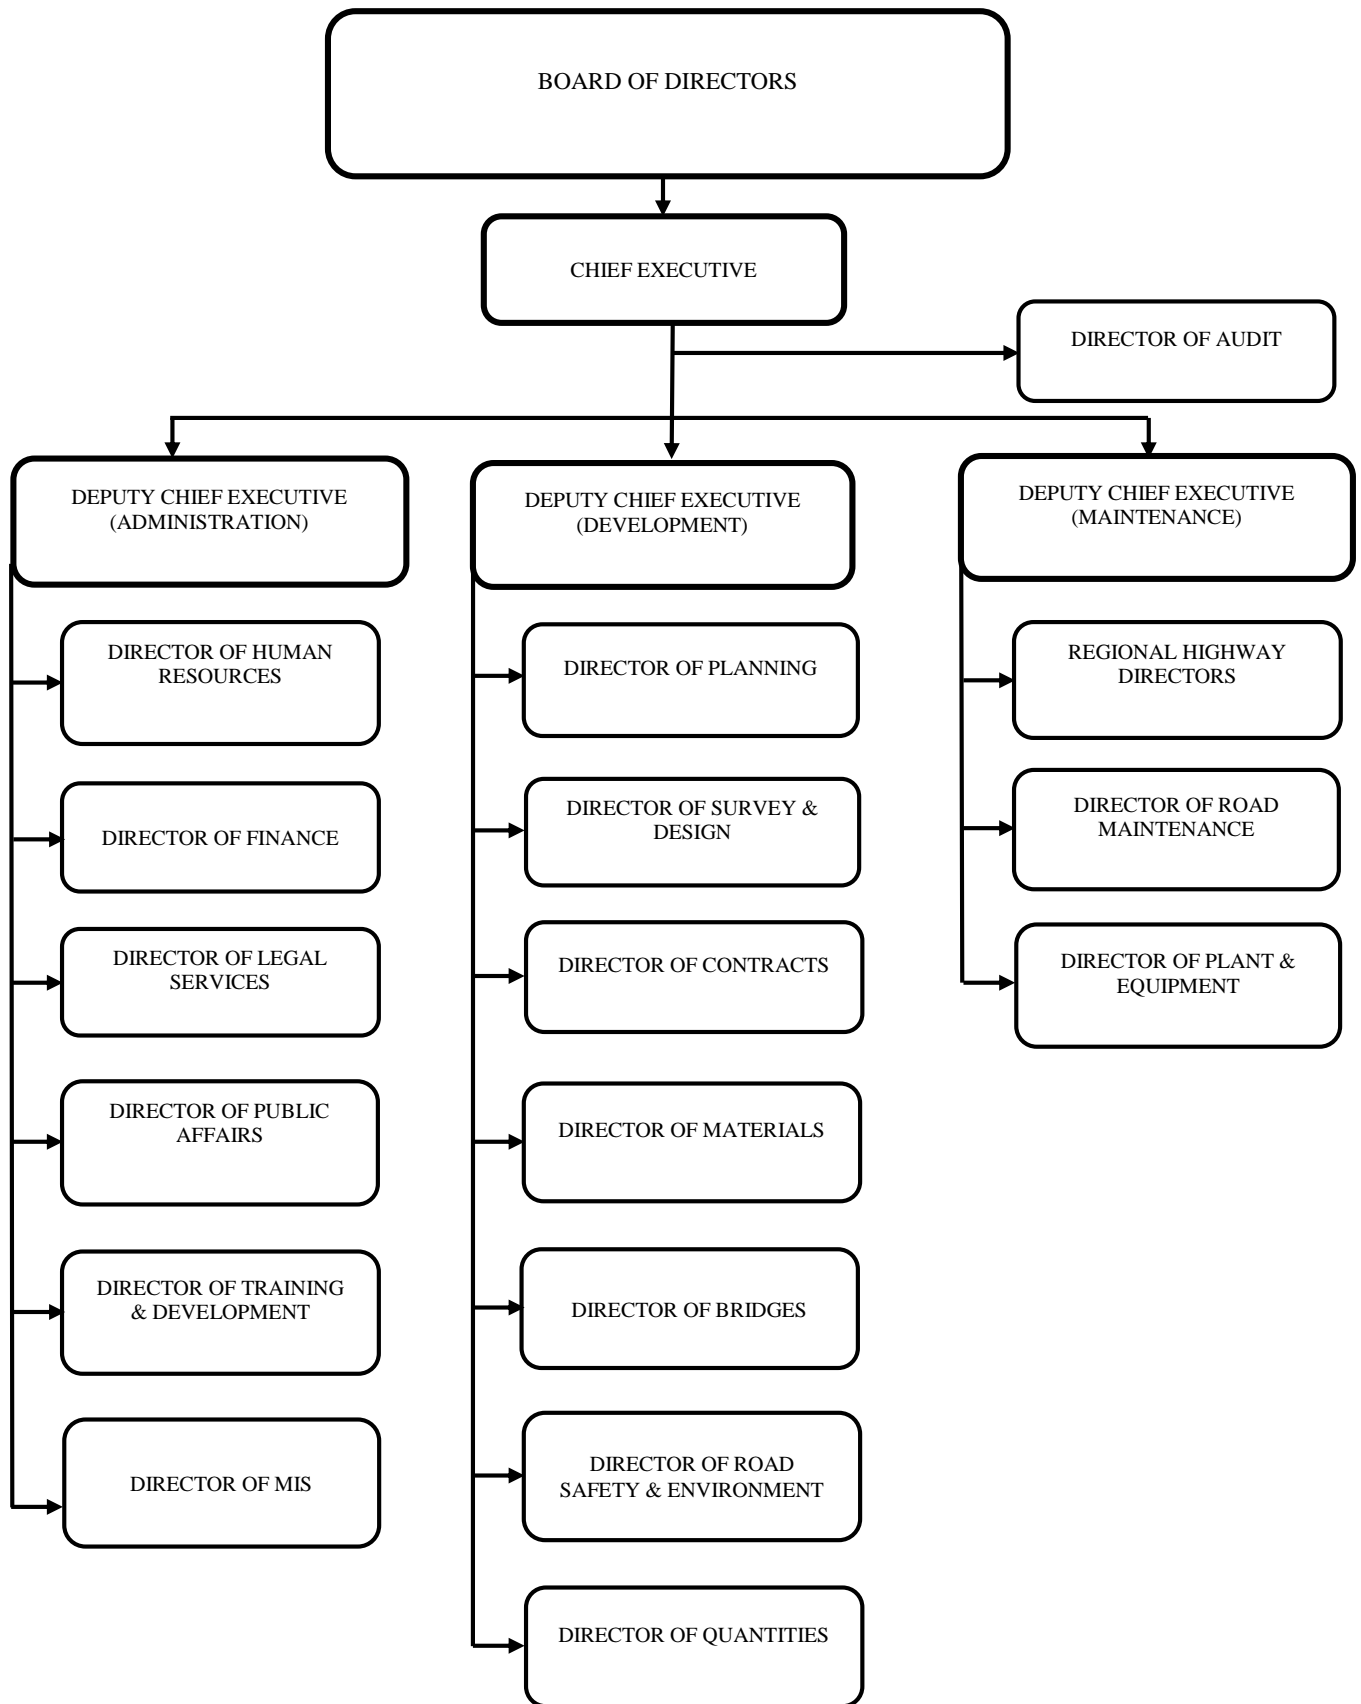 BOARD OF DIRECTORS
CHIEF EXECUTIVE
DIRECTOR OF AUDIT
DEPUTY CHIEF EXECUTIVE
(ADMINISTRATION)
DEPUTY CHIEF EXECUTIVE
(DEVELOPMENT)
DEPUTY CHIEF EXECUTIVE
(MAINTENANCE)
DIRECTOR OF HUMAN
RESOURCES
DIRECTOR OF FINANCE
DIRECTOR OF LEGAL
SERVICES
DIRECTOR OF PUBLIC
AFFAIRS
DIRECTOR OF TRAINING
& DEVELOPMENT
DIRECTOR OF MIS
DIRECTOR OF PLANNING
DIRECTOR OF SURVEY &
DESIGN
DIRECTOR OF CONTRACTS
DIRECTOR OF MATERIALS
DIRECTOR OF BRIDGES
DIRECTOR OF ROAD
SAFETY & ENVIRONMENT
DIRECTOR OF QUANTITIES
REGIONAL HIGHWAY
DIRECTORS
DIRECTOR OF ROAD
MAINTENANCE
DIRECTOR OF PLANT &
EQUIPMENT